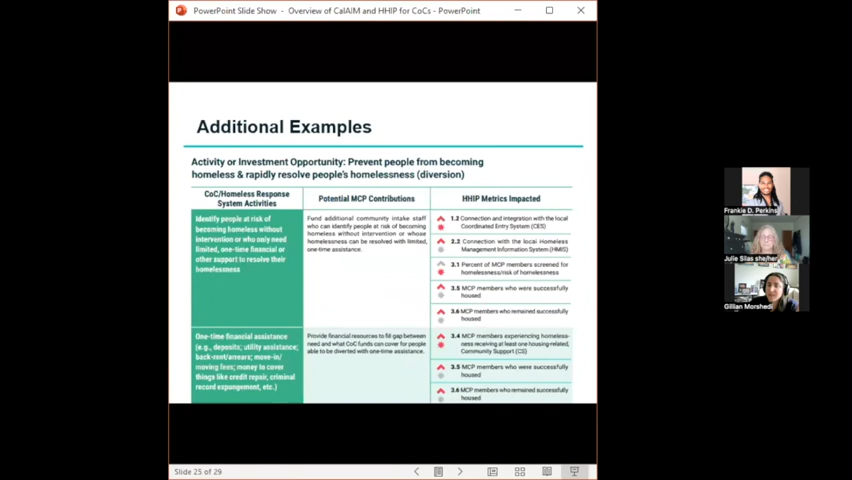 PowerPoint Slide Show - Overview of CalAIM and HHIP for CoCs - PowerPoint
Additional Examples
Activity or Investment Opportunity: Prevent people from becoming
homeless & rapidly resolve people's homelessness (diversion)
CoC/Homeless Response
System Activities
Potential MCP Contributions
HHIP Metrics Impacted
Identify people at risk of
becoming homeless without
intervention or who only need
limited, one-time financial or
other support to resolve their
homelessness
Fund additional community intake staff
who can identify people at risk of becoming
homeless without intervention or whose
homelessness can be resolved with limited,
one-time assistance.
1.2 Connection and integration with the local
Coordinated Entry System (CES)
2.2 Connection with the local Homeless
Management Information System (HMIS)
3.1 Percent of MCP members screened for
homelessness/risk of homelessness
3.5 MCP members who were successfully
housed
3.6 MCP members who remained successfully
housed
One-time financial assistance
(e.g., deposits; utility assistance;
back-rent/arrears; move-in/
moving fees; money to cover
things like credit repair, criminal
record expungement, etc.)
Provide financial resources to fill gap between
need and what CoC funds can cover for people
able to be diverted with one-time assistance.
3.4 MCP members experiencing homeless-
ness receiving at least one housing-related,
Community Support (CS)
3.5 MCP members who were successfully
housed
3.6 MCP members who remained successfully
housed
Slide 25 of 29
Frankie D. Perkins
Julie Silas she/her
Gillian Morshedi